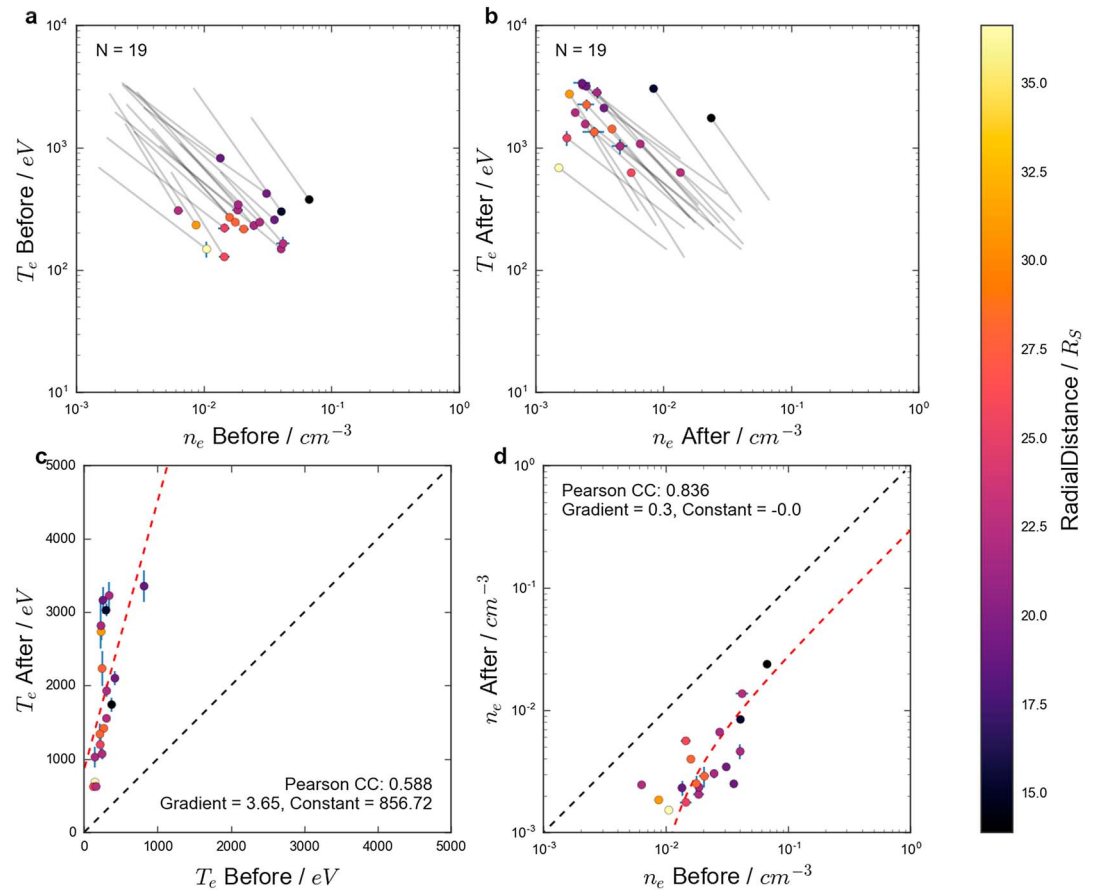 a
N = 19
T_e Before / eV
10^4
10^3
10^2
10^1
10^-3
10^-2
10^-1
10^0
n_e Before / cm^-3
b
N = 19
T_e After / eV
10^4
10^3
10^2
10^1
10^-3
10^-2
10^-1
10^0
n_e After / cm^-3
35.0
32.5
30.0
27.5
25.0
22.5
20.0
17.5
15.0
RadialDistance / R_S
c
T_e After / eV
5000
4000
3000
2000
1000
0
Pearson CC: 0.588
Gradient = 3.65, Constant = 856.72
0
1000
2000
3000
4000
5000
T_e Before / eV
d
Pearson CC: 0.836
Gradient = 0.3, Constant = -0.0
n_e After / cm^-3
10^0
10^-1
10^-2
10^-3
10^-3
10^-2
10^-1
10^0
n_e Before / cm^-3